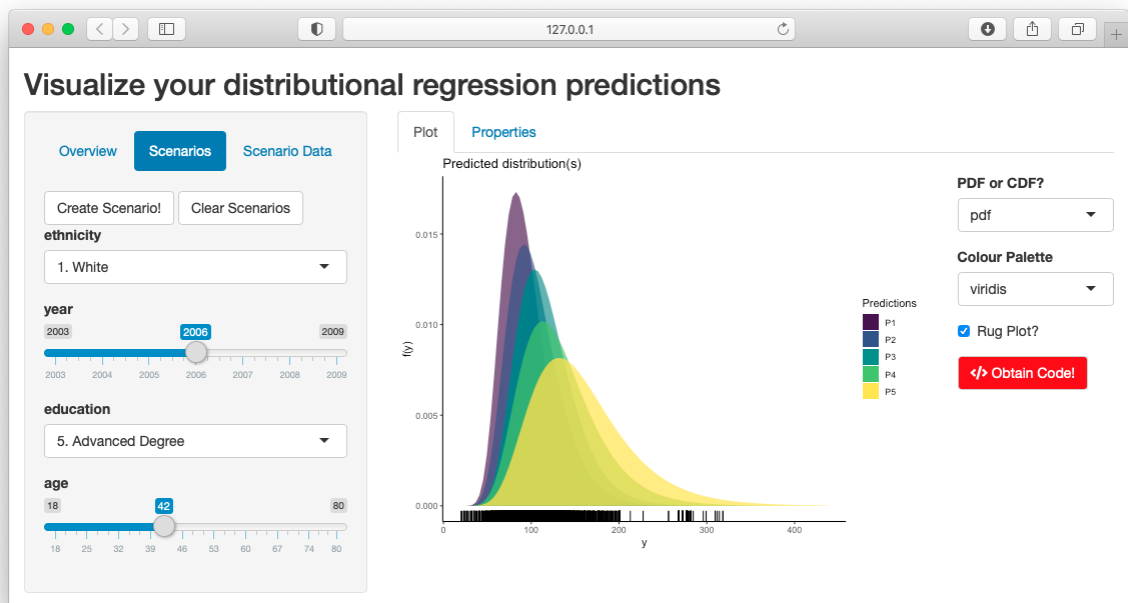 127.0.0.1
Visualize your distributional regression predictions
Overview Scenarios Scenario Data
Create Scenario! Clear Scenarios
ethnicity
1. White
year
2003 2006 2009
2003 2004 2005 2006 2007 2008 2009
education
5. Advanced Degree
age
18 42 80
18 25 32 39 46 53 60 67 74 80
Plot Properties
Predicted distribution(s)
f(y)
0.015
0.010
0.005
0.000
0 100 200 300 400
y
Predictions
P1
P2
P3
P4
P5
PDF or CDF?
pdf
Colour Palette
viridis
Rug Plot?
</> Obtain Code!